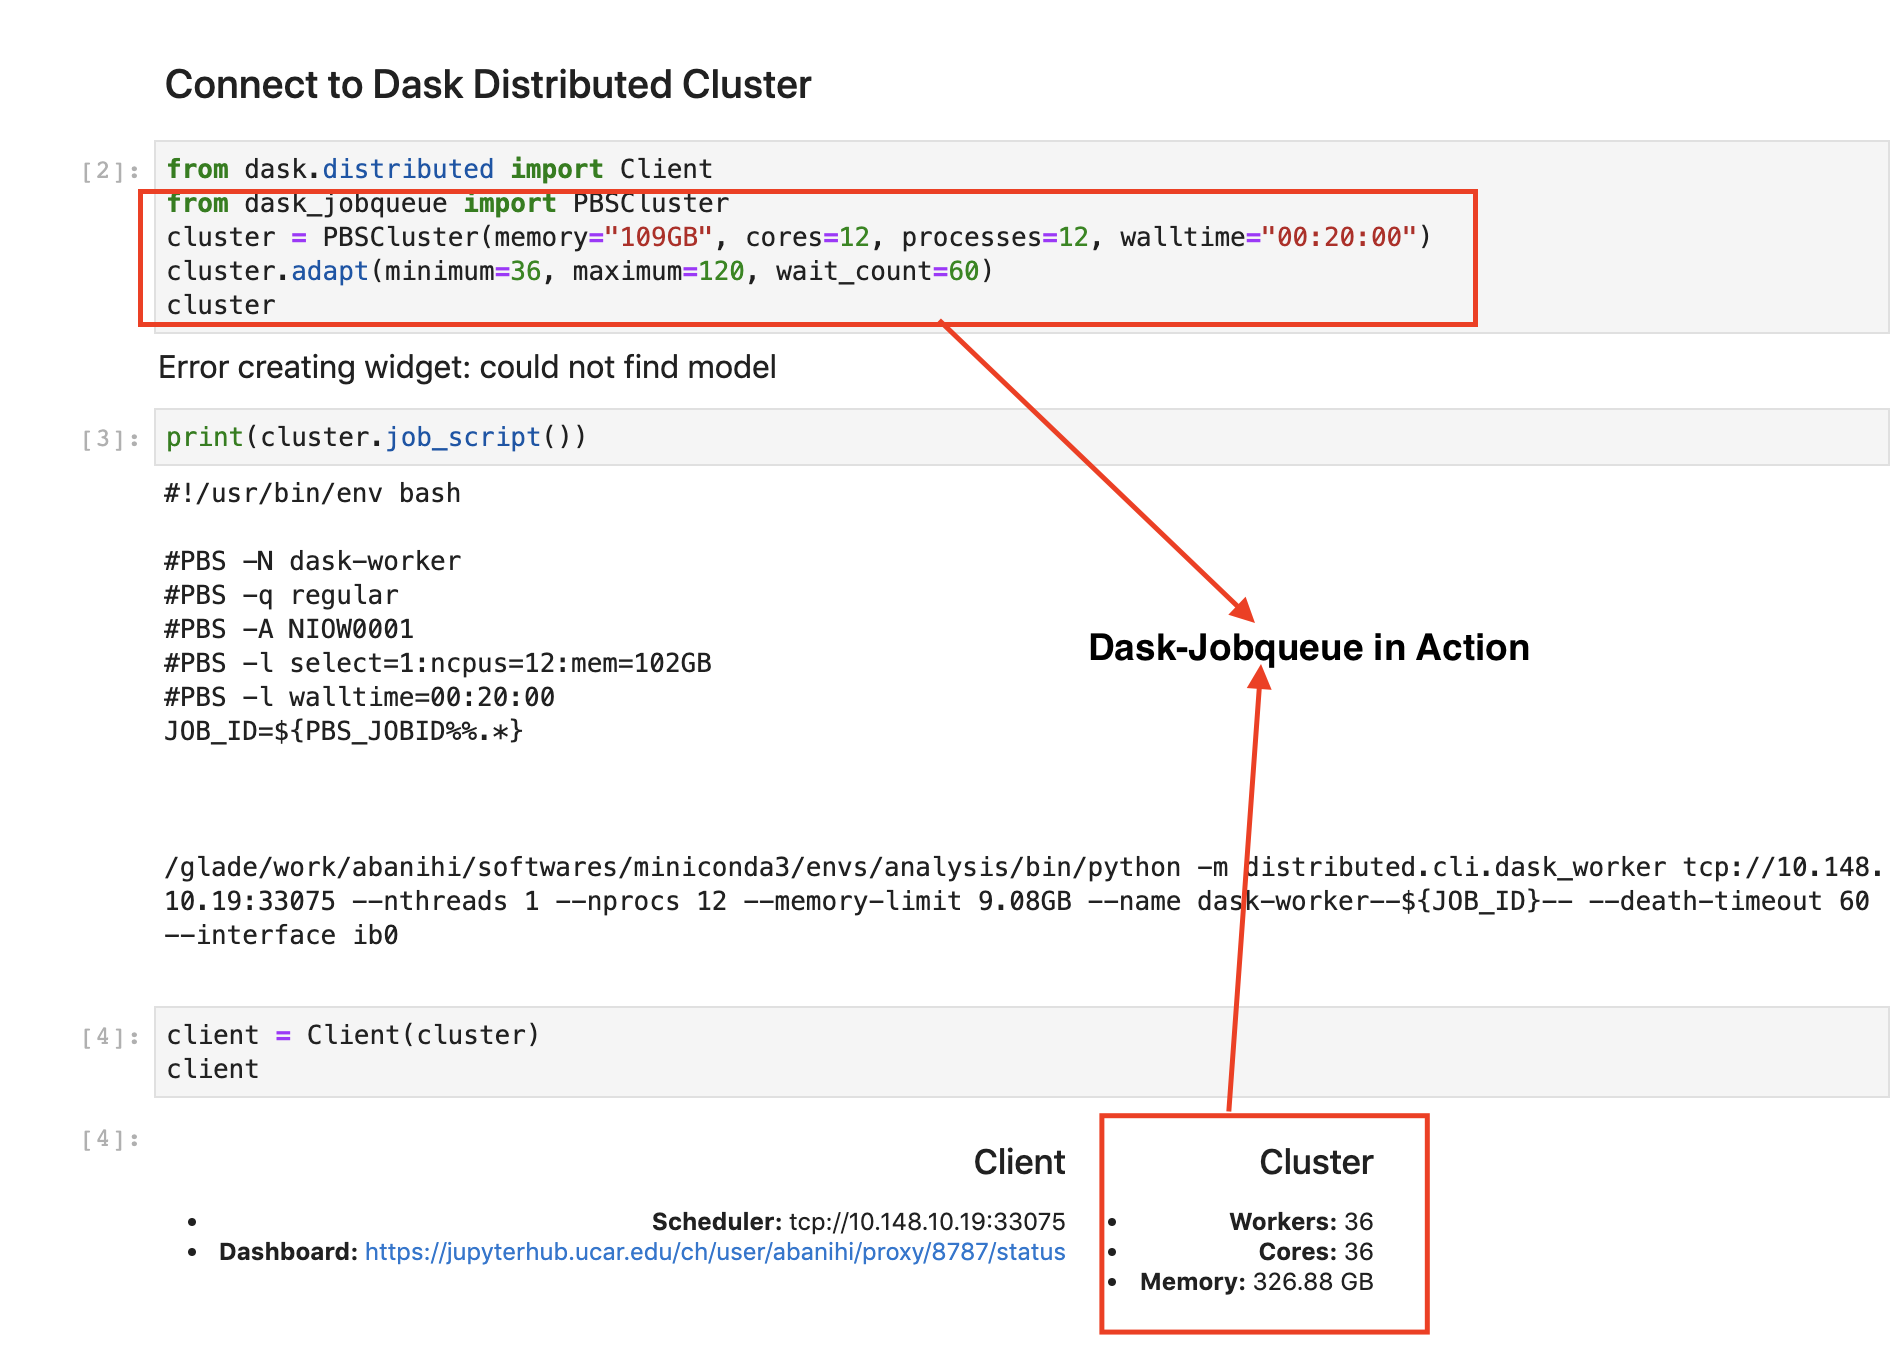 Connect to Dask Distributed Cluster
[2]: from dask.distributed import Client
from dask_jobqueue import PBSCluster
cluster = PBSCluster(memory="109GB", cores=12, processes=12, walltime="00:20:00")
cluster.adapt(minimum=36, maximum=120, wait_count=60)
cluster
Error creating widget: could not find model
[3]: print(cluster.job_script())
#!/usr/bin/env bash
#PBS -N dask-worker
#PBS -q regular
#PBS -A NIOW0001
#PBS -l select=1:ncpus=12:mem=102GB
#PBS -l walltime=00:20:00
JOB_ID=${PBS_JOBID%%.*}
Dask-Jobqueue in Action
/glade/work/abanihi/softwares/miniconda3/envs/analysis/bin/python -m distributed.cli.dask_worker tcp://10.148.
10.19:33075 --nthreads 1 --nprocs 12 --memory-limit 9.08GB --name dask-worker--${JOB_ID}-- --death-timeout 60
--interface ib0
[4]: client = Client(cluster)
client
[4]:
Client
• Scheduler: tcp://10.148.10.19:33075
• Dashboard: https://jupyterhub.ucar.edu/ch/user/abanihi/proxy/8787/status
Cluster
• Workers: 36
• Cores: 36
• Memory: 326.88 GB